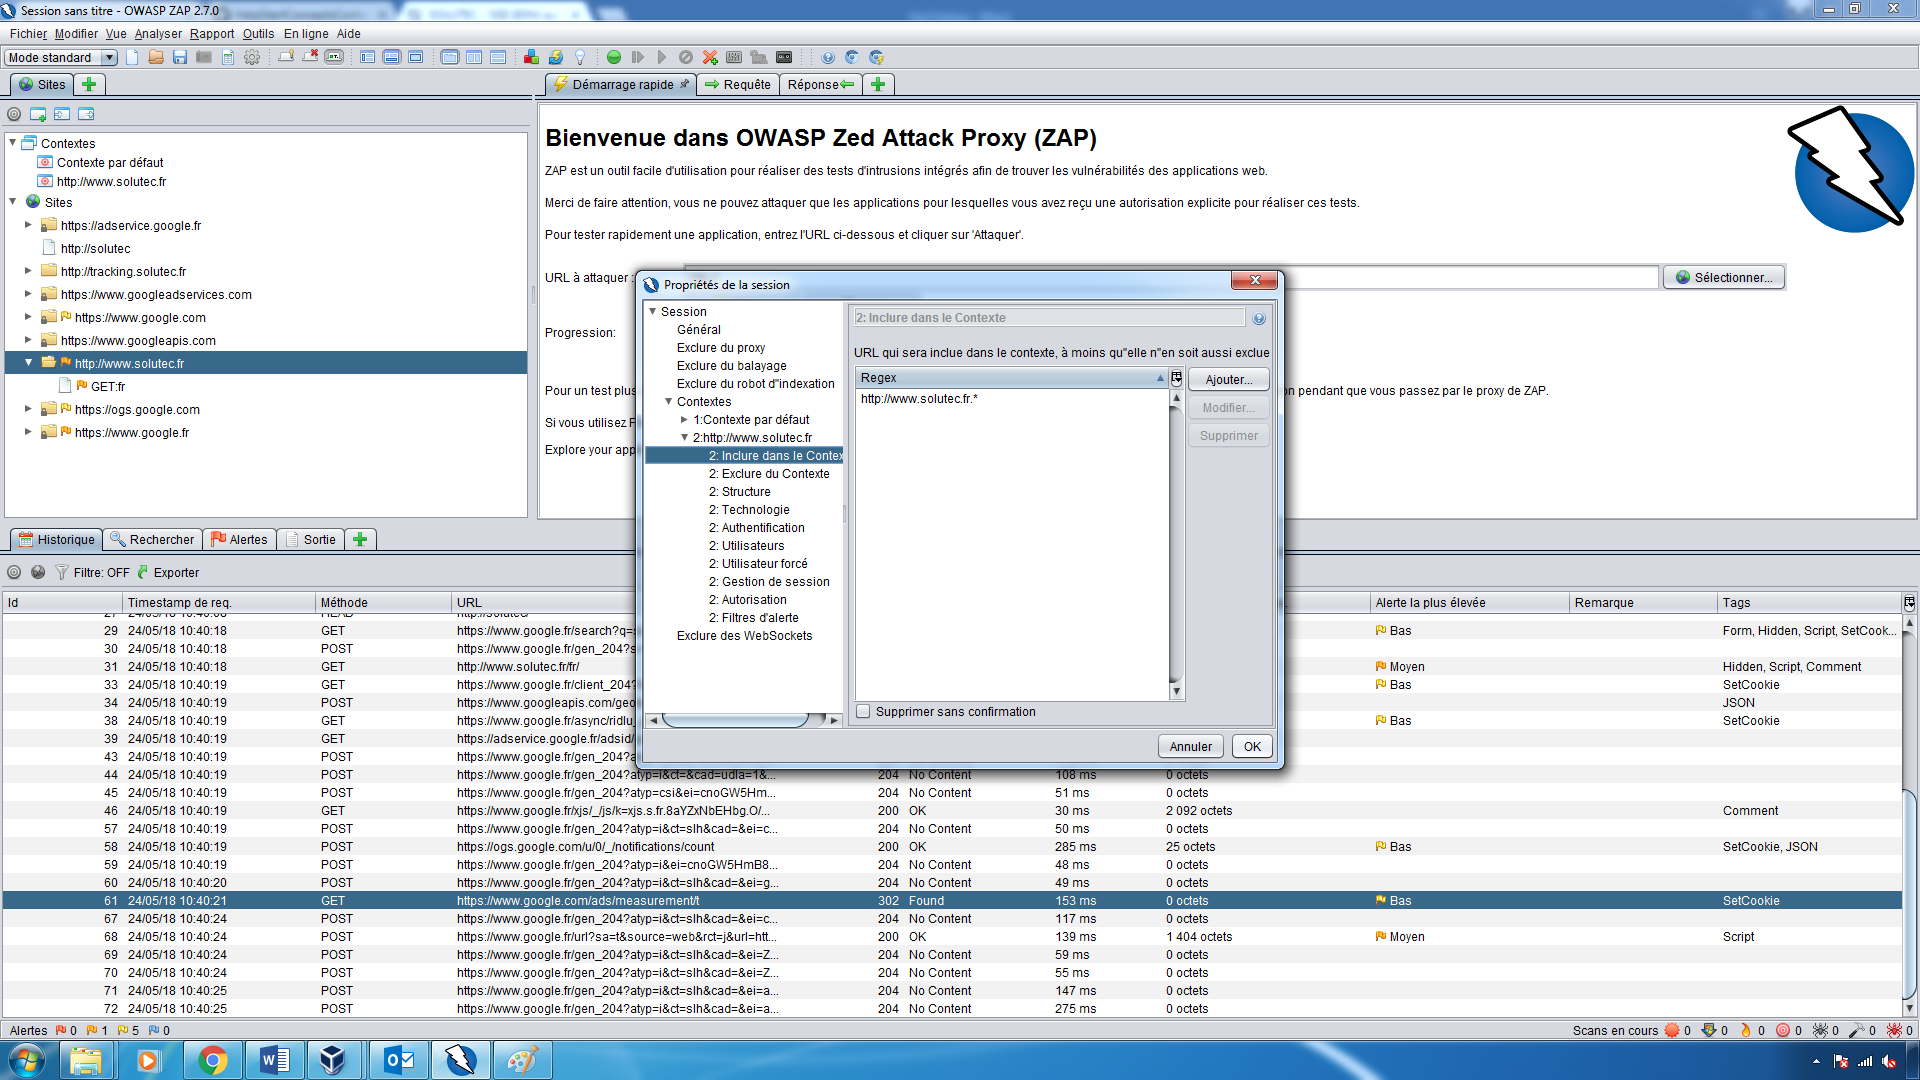 Session sans titre - OWASP ZAP 2.7.0
Fichier Modifier Vue Analyser Rapport Outils En ligne Aide
Mode standard
Sites
Démarrage rapide Requête Réponse
Contextes
Contexte par défaut
http://www.solutec.fr
Sites
https://adservice.google.fr
http://solutec
http://tracking.solutec.fr
https://www.googleadservices.com
https://www.google.com
https://www.googleapis.com
http://www.solutec.fr
GET:fr
https://ogs.google.com
https://www.google.fr
Bienvenue dans OWASP Zed Attack Proxy (ZAP)
ZAP est un outil facile d'utilisation pour réaliser des tests d'intrusions intégrés afin de trouver les vulnérabilités des applications web.
Merci de faire attention, vous ne pouvez attaquer que les applications pour lesquelles vous avez reçu une autorisation explicite pour réaliser ces tests.
Pour tester rapidement une application, entrez l'URL ci-dessous et cliquer sur 'Attaquer'.
URL à attaquer :
Sélectionner...
Progression:
Pour un test plus
on pendant que vous passez par le proxy de ZAP.
Si vous utilisez F
Explore your app
Propriétés de la session
Session
Général
Exclure du proxy
Exclure du balayage
Exclure du robot d''indexation
Contextes
1:Contexte par défaut
2:http://www.solutec.fr
2: Inclure dans le Contex
2: Exclure du Contexte
2: Structure
2: Technologie
2: Authentification
2: Utilisateurs
2: Utilisateur forcé
2: Gestion de session
2: Autorisation
2: Filtres d'alerte
Exclure des WebSockets
2: Inclure dans le Contexte
URL qui sera inclue dans le contexte, à moins qu''elle n''en soit aussi exclue
Regex
http://www.solutec.fr.*
Ajouter...
Modifier...
Supprimer
Supprimer sans confirmation
Annuler OK
Historique Rechercher Alertes Sortie
Filtre: OFF Exporter
Id Timestamp de req. Méthode URL Alerte la plus élevée Remarque Tags
29 24/05/18 10:40:18 GET https://www.google.fr/search?q=s Bas Form, Hidden, Script, SetCook...
30 24/05/18 10:40:18 POST https://www.google.fr/gen_204?s
31 24/05/18 10:40:18 GET http://www.solutec.fr/fr/ Moyen Hidden, Script, Comment
33 24/05/18 10:40:19 GET https://www.google.fr/client_204? Bas SetCookie
34 24/05/18 10:40:19 POST https://www.googleapis.com/geo JSON
38 24/05/18 10:40:19 GET https://www.google.fr/async/ridlu_ Bas SetCookie
39 24/05/18 10:40:19 GET https://adservice.google.fr/adsid/
43 24/05/18 10:40:19 POST https://www.google.fr/gen_204?a
44 24/05/18 10:40:19 POST https://www.google.fr/gen_204?atyp=i&ct=&cad=udla=1&... 204 No Content 108 ms 0 octets
45 24/05/18 10:40:19 POST https://www.google.fr/gen_204?atyp=csi&ei=cnoGW5Hm... 204 No Content 51 ms 0 octets
46 24/05/18 10:40:19 GET https://www.google.fr/xjs/_/js/k=xjs.s.fr.8aYZxNbEHbg.O/... 200 OK 30 ms 2 092 octets Comment
57 24/05/18 10:40:19 POST https://www.google.fr/gen_204?atyp=i&ct=slh&cad=&ei=c... 204 No Content 50 ms 0 octets
58 24/05/18 10:40:19 POST https://ogs.google.com/u/0/_/notifications/count 200 OK 285 ms 25 octets Bas SetCookie, JSON
59 24/05/18 10:40:19 POST https://www.google.fr/gen_204?atyp=i&ei=cnoGW5HmB8... 204 No Content 48 ms 0 octets
60 24/05/18 10:40:20 POST https://www.google.fr/gen_204?atyp=i&ct=slh&cad=&ei=g... 204 No Content 49 ms 0 octets
61 24/05/18 10:40:21 GET https://www.google.com/ads/measurement/t 302 Found 153 ms 0 octets Bas SetCookie
67 24/05/18 10:40:24 POST https://www.google.fr/gen_204?atyp=i&ct=slh&cad=&ei=c... 204 No Content 117 ms 0 octets
68 24/05/18 10:40:24 POST https://www.google.fr/url?sa=t&source=web&rct=j&url=htt... 200 OK 139 ms 1 404 octets Moyen Script
69 24/05/18 10:40:24 POST https://www.google.fr/gen_204?atyp=i&ct=slh&cad=&ei=Z... 204 No Content 59 ms 0 octets
70 24/05/18 10:40:24 POST https://www.google.fr/gen_204?atyp=i&ct=slh&cad=&ei=Z... 204 No Content 55 ms 0 octets
71 24/05/18 10:40:25 POST https://www.google.fr/gen_204?atyp=i&ct=slh&cad=&ei=a... 204 No Content 147 ms 0 octets
72 24/05/18 10:40:25 POST https://www.google.fr/gen_204?atyp=i&ct=slh&cad=&ei=a... 204 No Content 275 ms 0 octets
Alertes 0 1 5 0 Scans en cours 0 0 0 0 0 0 0